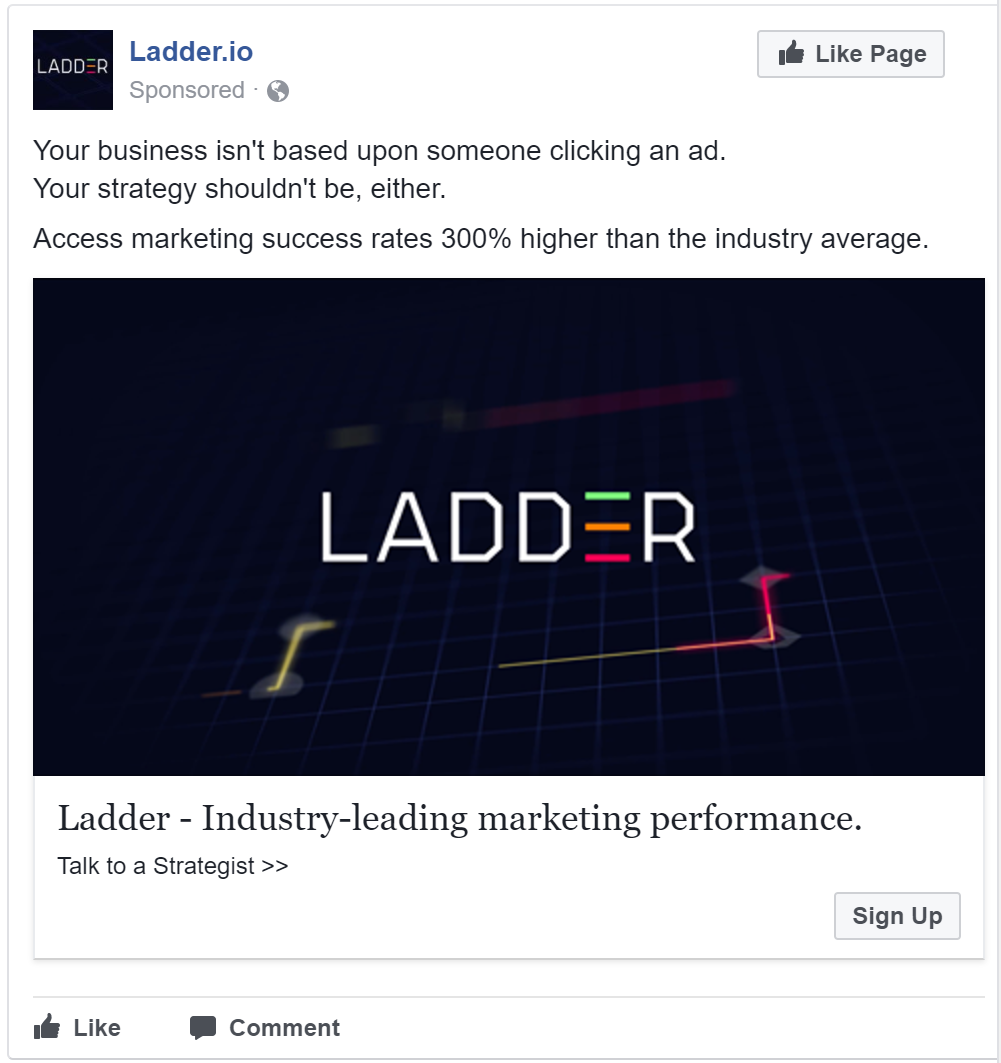 LADDER
Ladder.io
Like Page
Sponsored ·
Your business isn't based upon someone clicking an ad.
Your strategy shouldn't be, either.
Access marketing success rates 300% higher than the industry average.
LADDER
Ladder - Industry-leading marketing performance.
Talk to a Strategist >>
Sign Up
Like
Comment